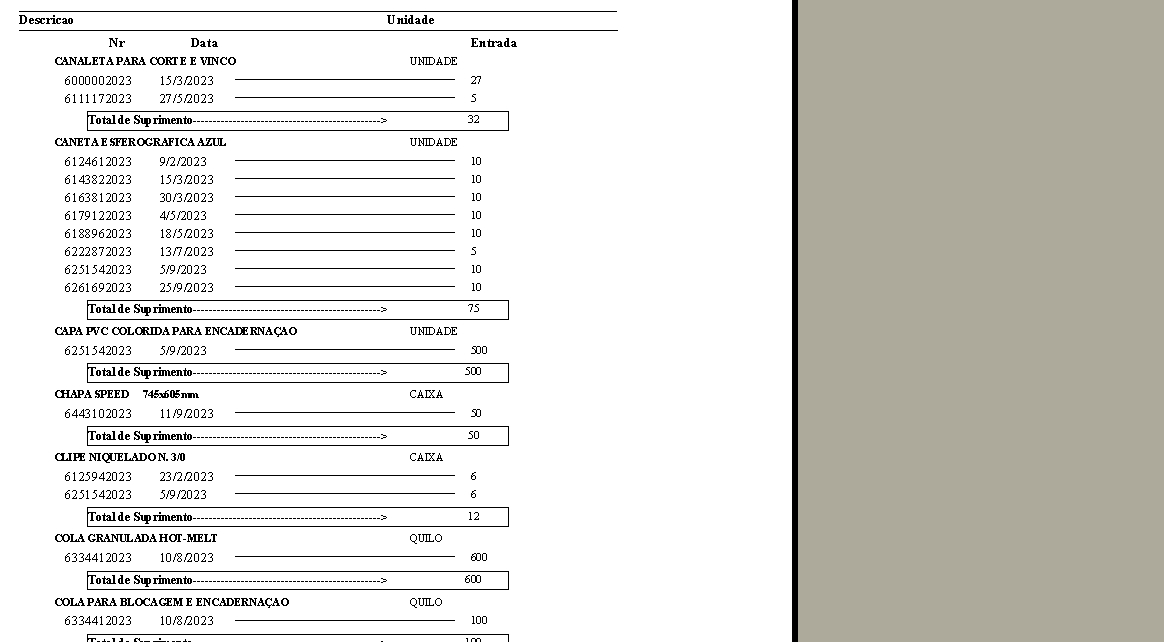 Descricao Unidade
Nr Data Entrada
CANALETA PARA CORTE E VINCO UNIDADE
6000002023 15/3/2023 27
6111172023 27/5/2023 5
Total de Suprimento------------------------------------------------> 32
CANETA ESFEROGRAFICA AZUL UNIDADE
6124612023 9/2/2023 10
6143822023 15/3/2023 10
6163812023 30/3/2023 10
6179122023 4/5/2023 10
6188962023 18/5/2023 10
6222872023 13/7/2023 5
6251542023 5/9/2023 10
6261692023 25/9/2023 10
Total de Suprimento------------------------------------------------> 75
CAPA PVC COLORIDA PARA ENCADERNAÇAO UNIDADE
6251542023 5/9/2023 500
Total de Suprimento------------------------------------------------> 500
CHAPA SPEED 745x605mm CAIXA
6443102023 11/9/2023 50
Total de Suprimento------------------------------------------------> 50
CLIPE NIQUELADO N. 3/0 CAIXA
6125942023 23/2/2023 6
6251542023 5/9/2023 6
Total de Suprimento------------------------------------------------> 12
COLA GRANULADA HOT-MELT QUILO
6334412023 10/8/2023 600
Total de Suprimento------------------------------------------------> 600
COLA PARA BLOCAGEM E ENCADERNAÇAO QUILO
6334412023 10/8/2023 100
Total de Suprimento------------------------------------------------> 100